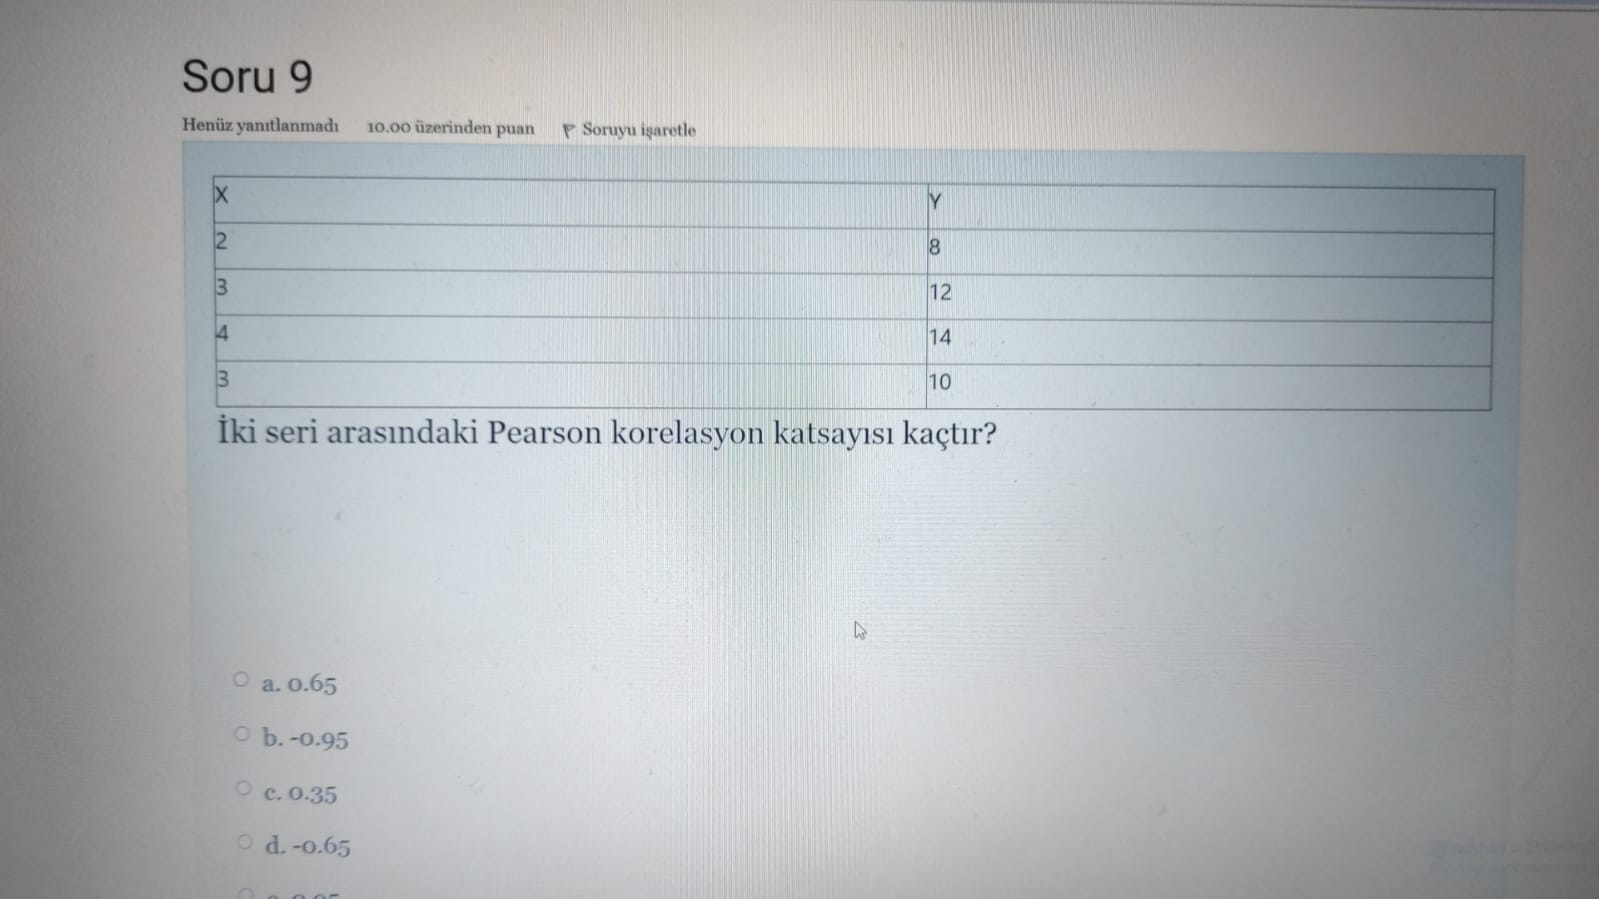 Soru 9
Henüz yanıtlanmadı 10.00 üzerinden puan Soruyu işaretle
X Y
2 8
3 12
4 14
3 10
İki seri arasındaki Pearson korelasyon katsayısı kaçtır?
a. 0.65
b. -0.95
c. 0.35
d. -0.65